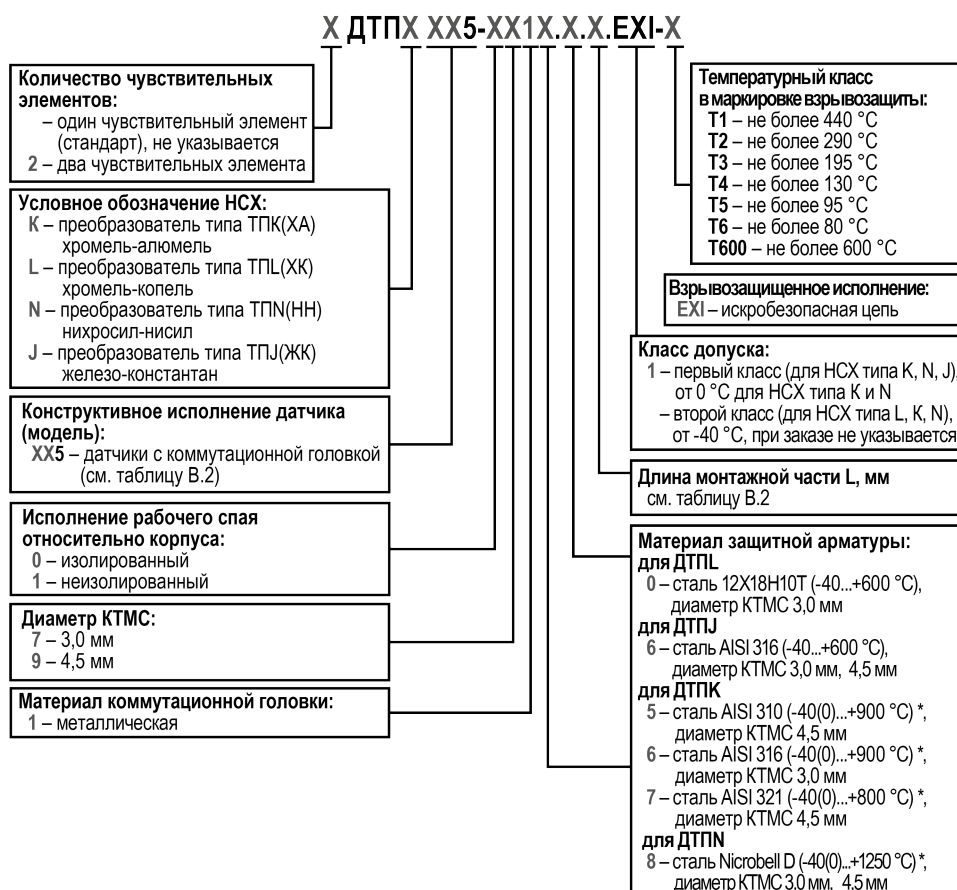 X ДТПX XX5-XX1X.X.X.EXI-X
Количество чувствительных
элементов:
– один чувствительный элемент
(стандарт), не указывается
2 – два чувствительных элемента
Условное обозначение НСХ:
K – преобразователь типа ТПК(ХА)
хромель-алюмель
L – преобразователь типа ТПL(ХК)
хромель-копель
N – преобразователь типа ТПN(НН)
нихросил-нисил
J – преобразователь типа ТПJ(ЖК)
железо-константан
Конструктивное исполнение датчика
(модель):
XX5 – датчики с коммутационной головкой
(см. таблицу В.2)
Исполнение рабочего спая
относительно корпуса:
0 – изолированный
1 – неизолированный
Диаметр КТМС:
7 – 3,0 мм
9 – 4,5 мм
Материал коммутационной головки:
1 – металлическая
Температурный класс
в маркировке взрывозащиты:
T1 – не более 440 °C
T2 – не более 290 °C
T3 – не более 195 °C
T4 – не более 130 °C
T5 – не более 95 °C
T6 – не более 80 °C
T600 – не более 600 °C
Взрывозащищенное исполнение:
EXI – искробезопасная цепь
Класс допуска:
1 – первый класс (для НСХ типа K, N, J),
от 0 °C для НСХ типа K и N
– второй класс (для НСХ типа L, K, N),
от -40 °C, при заказе не указывается
Длина монтажной части L, мм
см. таблицу В.2
Материал защитной арматуры:
для ДТПL
0 – сталь 12Х18Н10Т (-40...+600 °C),
диаметр КТМС 3,0 мм
для ДТПJ
6 – сталь AISI 316 (-40...+600 °C),
диаметр КТМС 3,0 мм, 4,5 мм
для ДТПK
5 – сталь AISI 310 (-40(0)...+900 °C) *,
диаметр КТМС 4,5 мм
6 – сталь AISI 316 (-40(0)...+900 °C) *,
диаметр КТМС 3,0 мм
7 – сталь AISI 321 (-40(0)...+800 °C) *,
диаметр КТМС 4,5 мм
для ДТПN
8 – сталь Nicrobell D (-40(0)...+1250 °C) *,
диаметр КТМС 3,0 мм, 4,5 мм